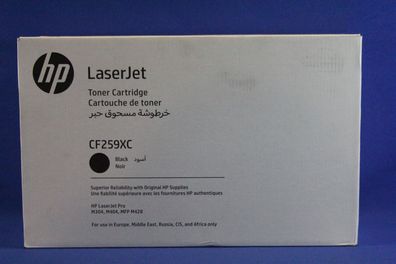 hp
LaserJet
Toner Cartridge
Cartouche de toner
خرطوشة مسحوق حبر
CF259XC
Black أسود
Noir
Superior Reliability with Original HP Supplies
Une fiabilité supérieure avec les fournitures HP authentiques
HP LaserJet Pro
M304, M404, MFP M428
For use in Europe, Middle East, Russia, CIS, and Africa only